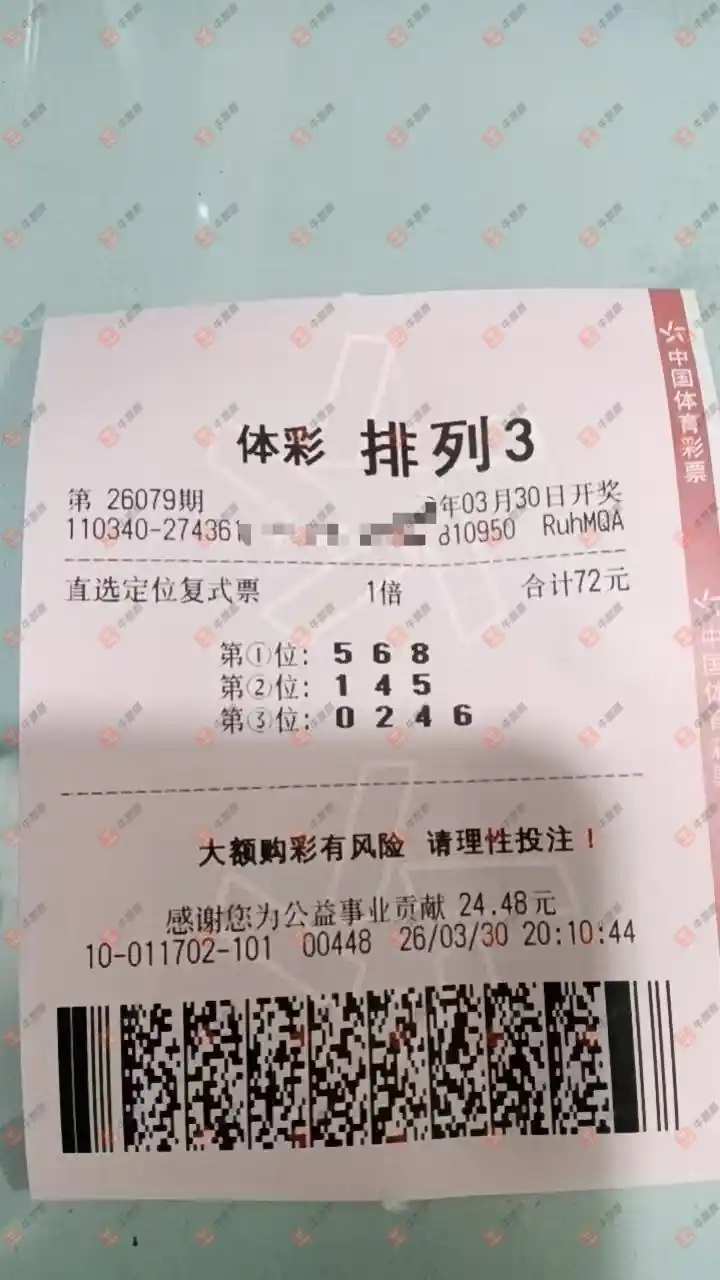 体彩 排列3
第 26079期
年03月30日开奖
110340-274361
810950 RuhMQA
直选定位复式票 1倍 合计72元
第①位: 5 6 8
第②位: 1 4 5
第③位: 0 2 4 6
大额购彩有风险 请理性投注!
感谢您为公益事业贡献 24.48元
10-011702-101 00448 26/03/30 20:10:44
中国体育彩票
中国体